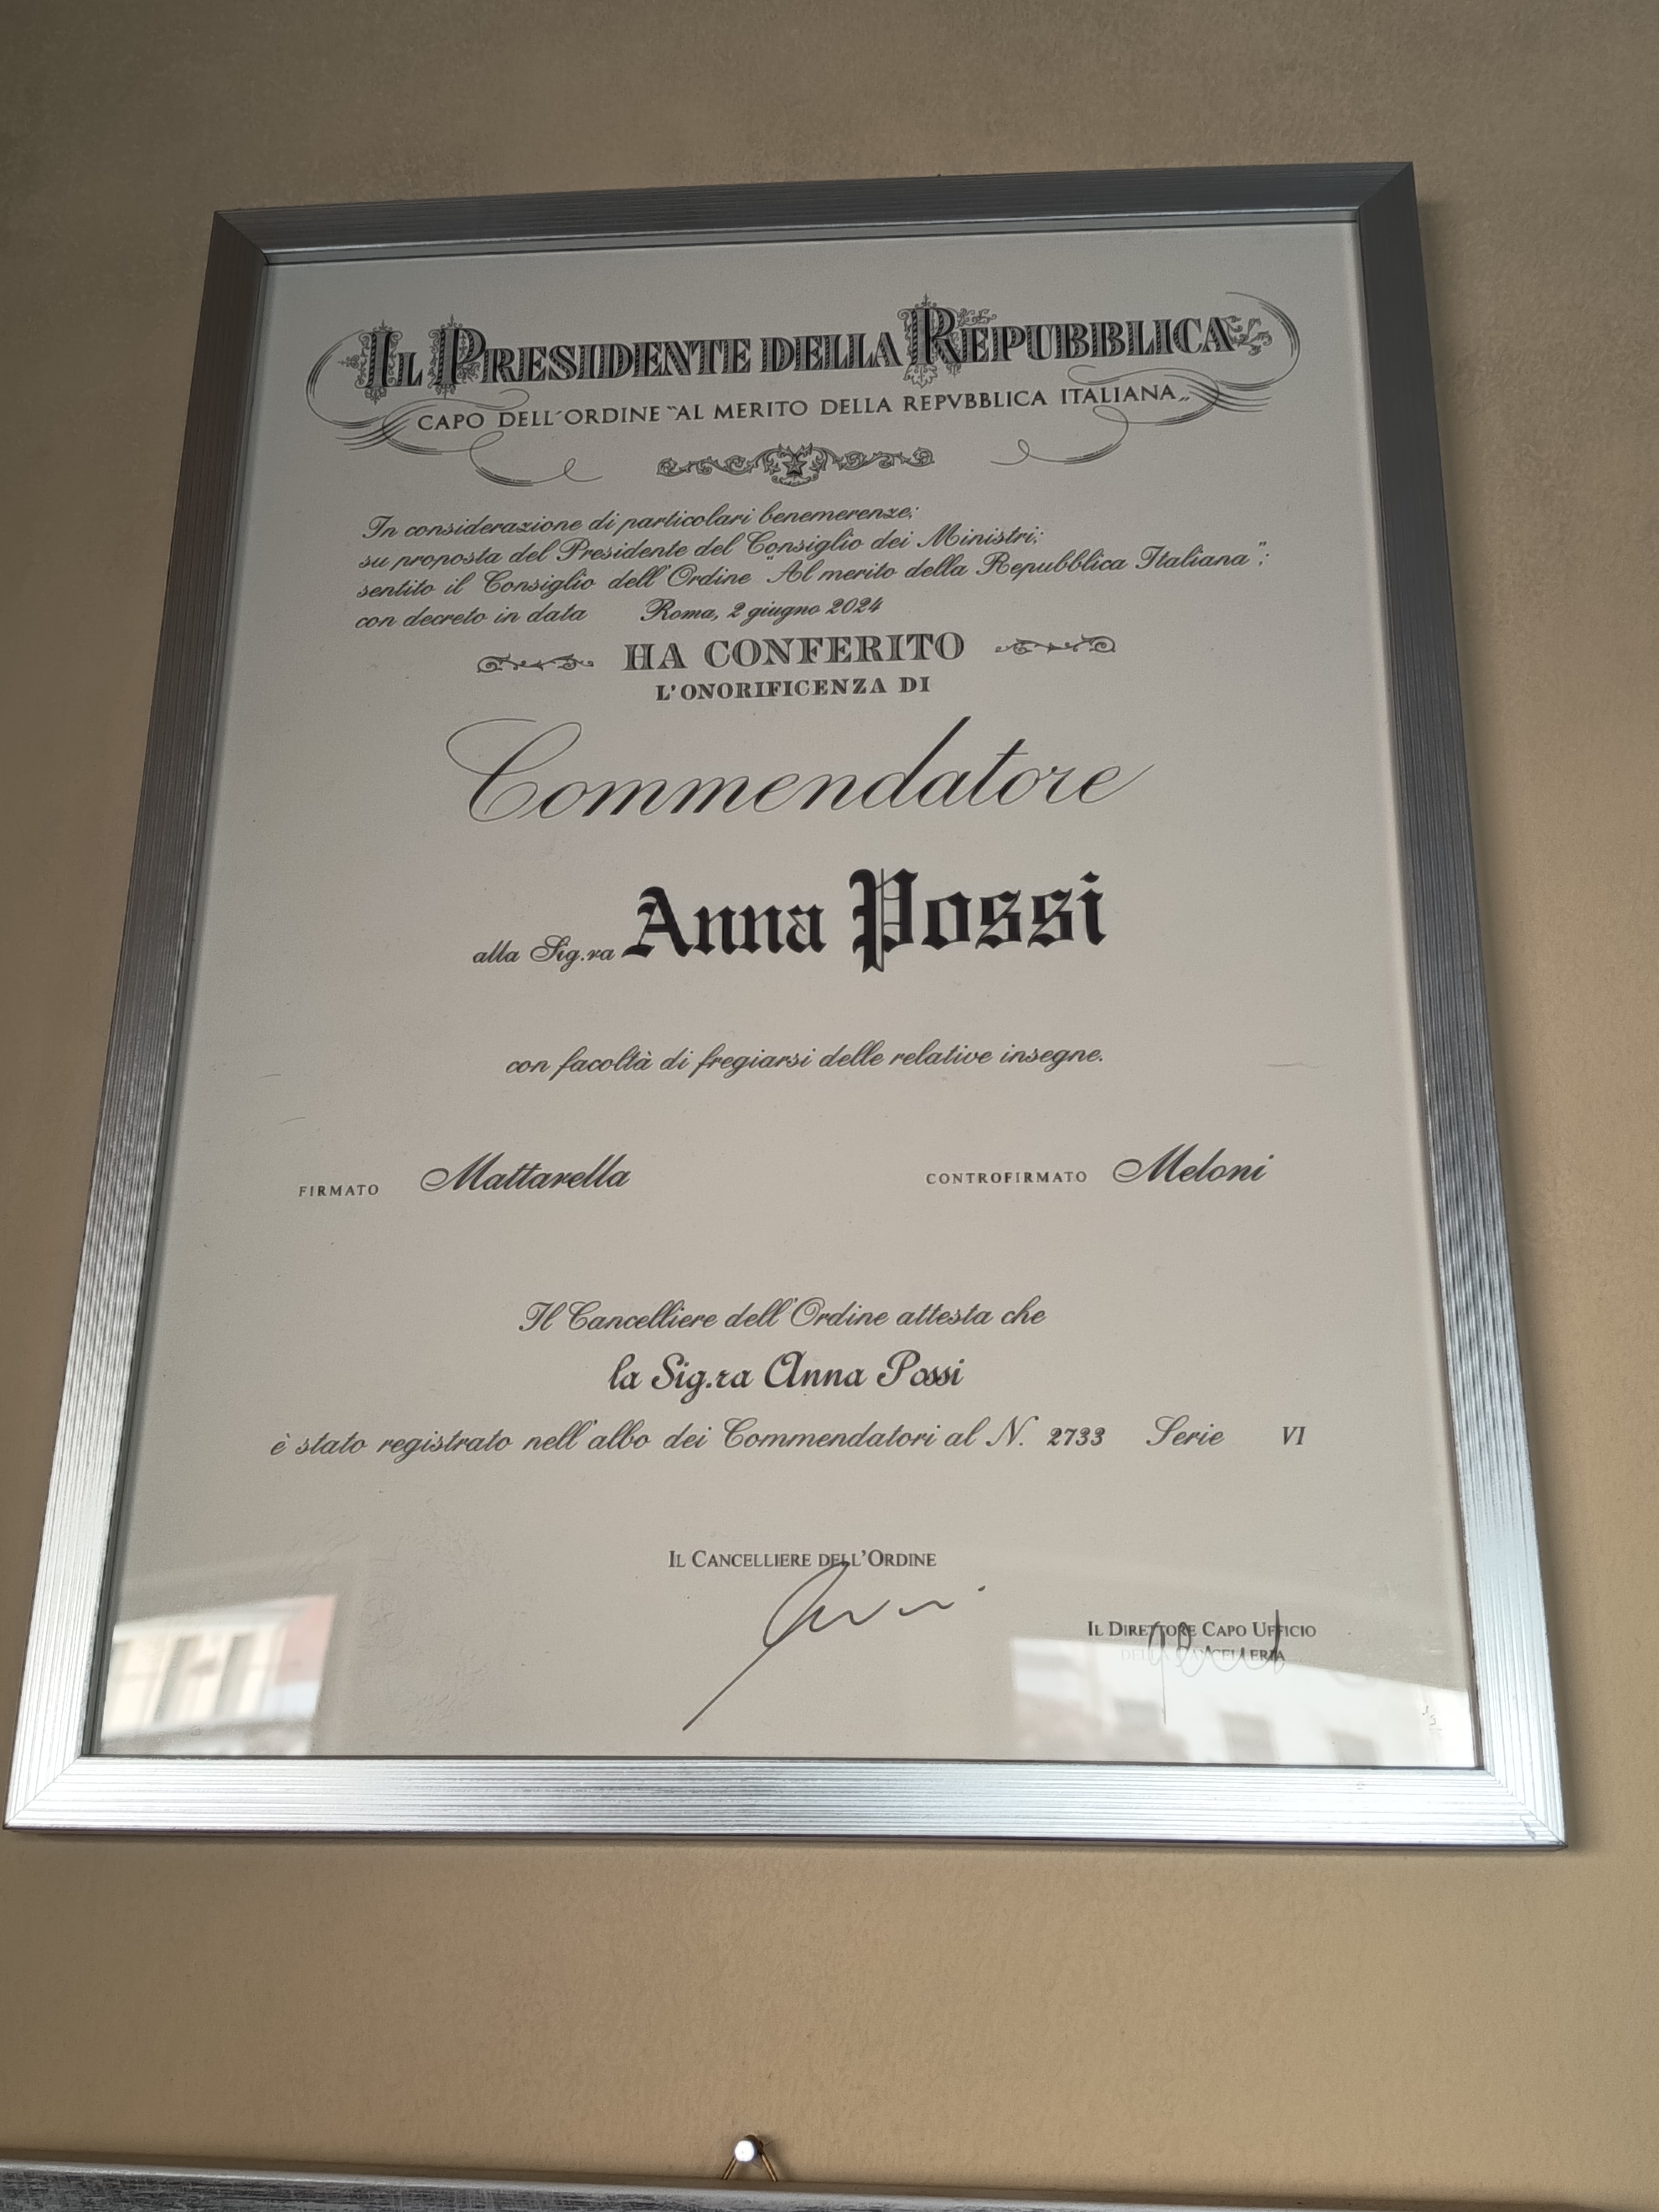 IL PRESIDENTE DELLA REPUBBLICA
CAPO DELL'ORDINE "AL MERITO DELLA REPVBBLICA ITALIANA„
In considerazione di particolari benemerenze;
su proposta del Presidente del Consiglio dei Ministri;
sentito il Consiglio dell'Ordine "Al merito della Repubblica Italiana";
con decreto in data Roma, 2 giugno 2024
HA CONFERITO
L'ONORIFICENZA DI
Commendatore
alla Sig.ra Anna Possi
con facoltà di fregiarsi delle relative insegne.
FIRMATO Mattarella CONTROFIRMATO Meloni
Il Cancelliere dell'Ordine attesta che
la Sig.ra Anna Possi
è stato registrato nell'albo dei Commendatori al N. 2733 Serie VI
IL CANCELLIERE DELL'ORDINE
IL DIRETTORE CAPO UFFICIO
DELLA CANCELLERIA